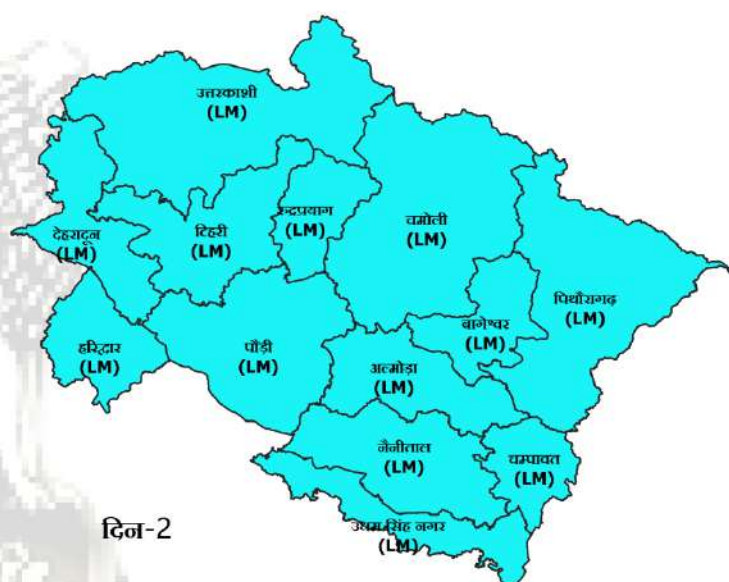 उत्तरकाशी
(LM)
रुद्रप्रयाग
(LM)
चमोली
(LM)
देहरादून
(LM)
टिहरी
(LM)
पिथौरागढ़
(LM)
बागेश्वर
(LM)
हरिद्वार
(LM)
पौड़ी
(LM)
अल्मोड़ा
(LM)
नैनीताल
(LM)
चम्पावत
(LM)
उधम सिंह नगर
(LM)
दिन-2